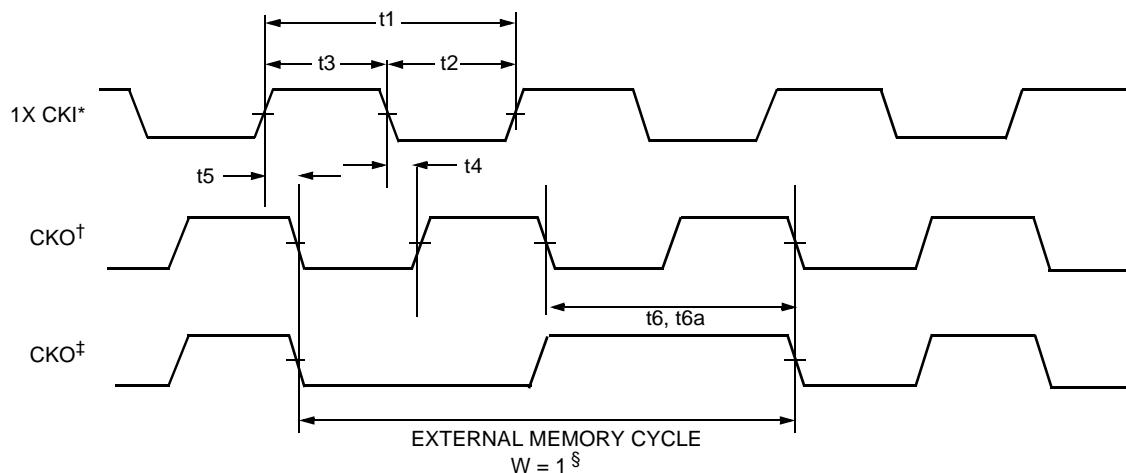 t1
t3
t2
1X CKI*
t5
t4
CKO†
t6, t6a
CKO‡
EXTERNAL MEMORY CYCLE
W = 1§